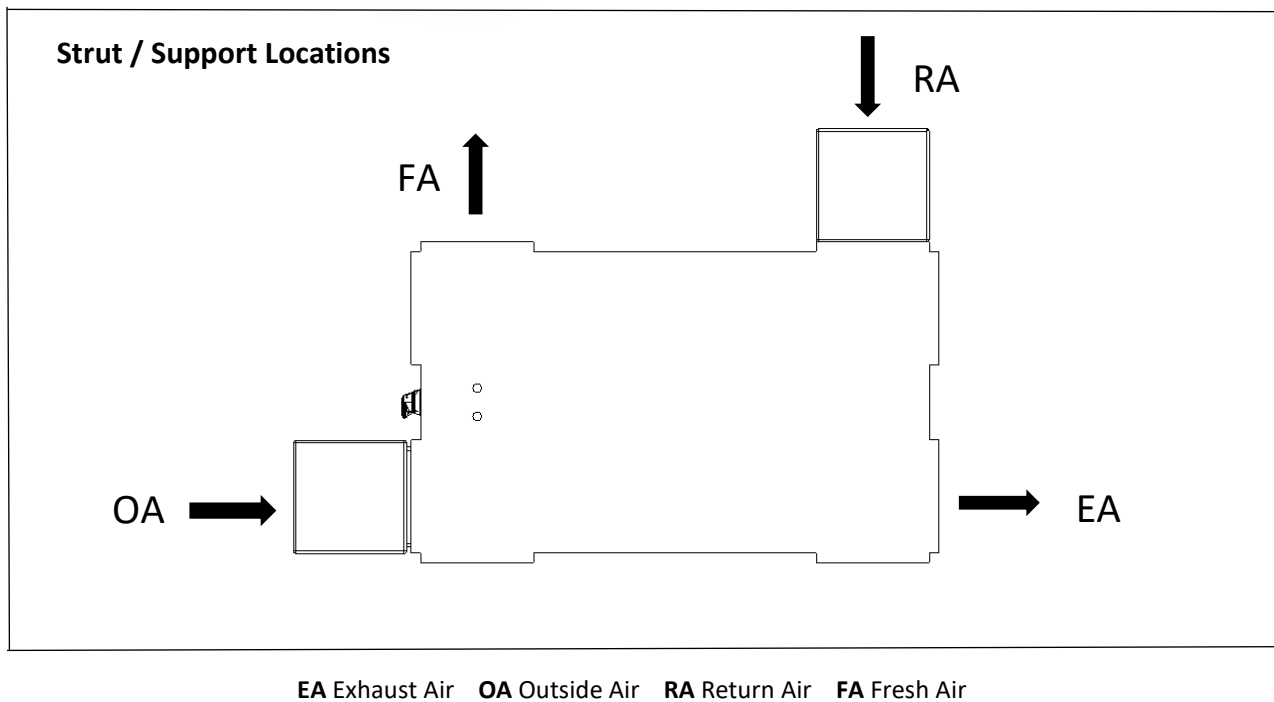 Strut / Support Locations
RA
FA
OA
EA
EA Exhaust Air OA Outside Air RA Return Air FA Fresh Air